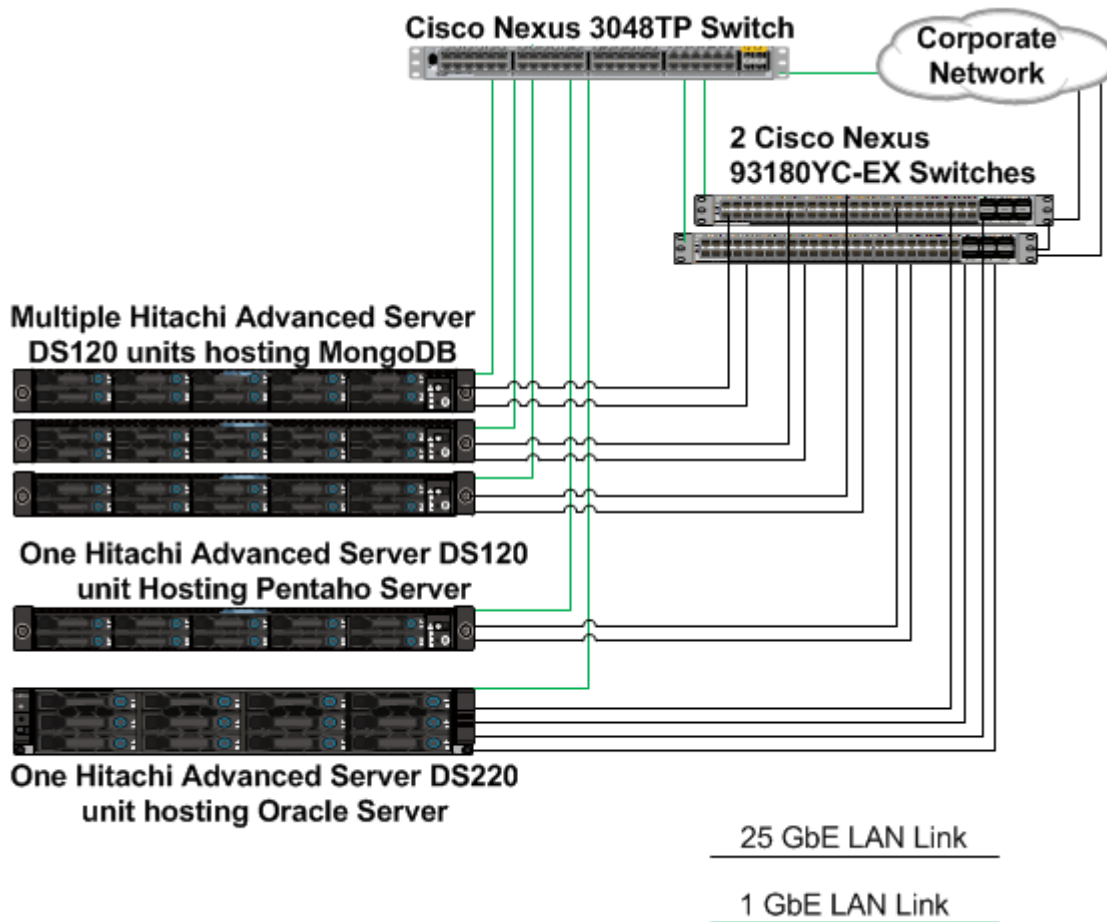 Cisco Nexus 3048TP Switch
Corporate
Network
2 Cisco Nexus
93180YC-EX Switches
Multiple Hitachi Advanced Server
DS120 units hosting MongoDB
One Hitachi Advanced Server DS120
unit Hosting Pentaho Server
One Hitachi Advanced Server DS220
unit hosting Oracle Server
25 GbE LAN Link
1 GbE LAN Link